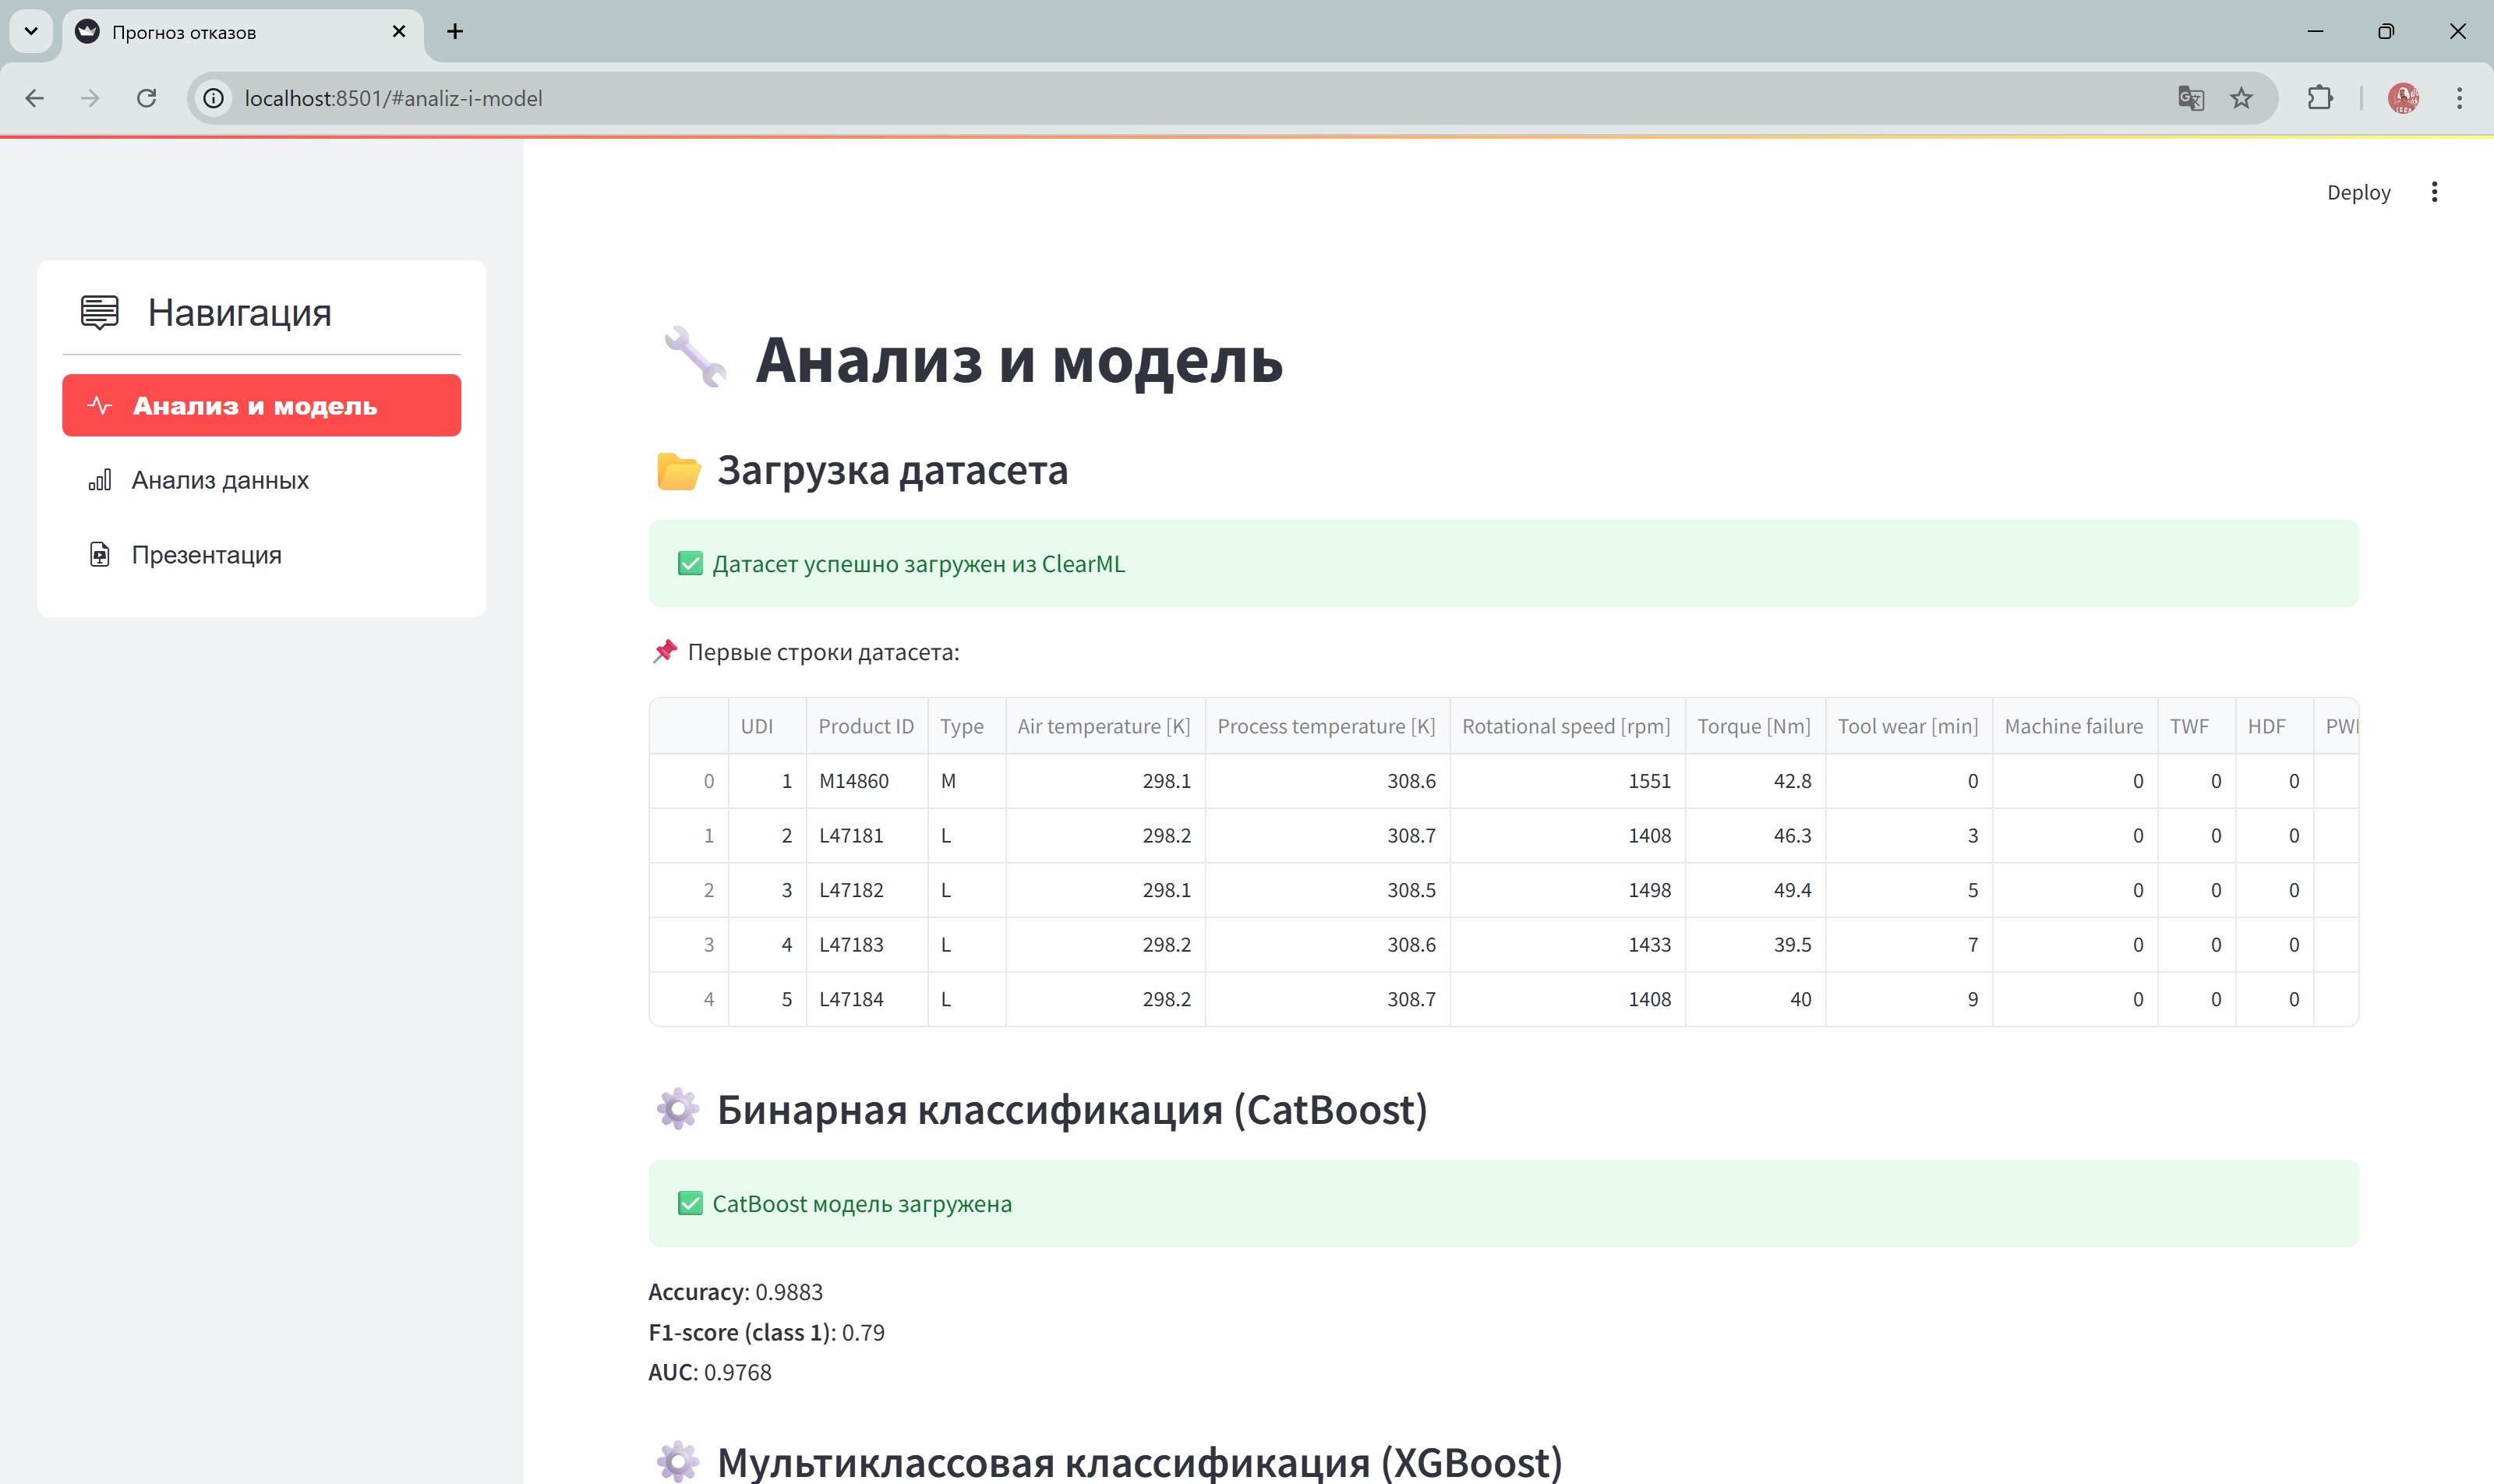 Прогноз отказов
localhost:8501/#analiz-i-model
Deploy
Навигация
Анализ и модель
Анализ данных
Презентация
Анализ и модель
Загрузка датасета
Датасет успешно загружен из ClearML
Первые строки датасета:
UDI Product ID Type Air temperature [K] Process temperature [K] Rotational speed [rpm] Torque [Nm] Tool wear [min] Machine failure TWF HDF
0 1 M14860 M 298.1 308.6 1551 42.8 0 0 0 0
1 2 L47181 L 298.2 308.7 1408 46.3 3 0 0 0
2 3 L47182 L 298.1 308.5 1498 49.4 5 0 0 0
3 4 L47183 L 298.2 308.6 1433 39.5 7 0 0 0
4 5 L47184 L 298.2 308.7 1408 40 9 0 0 0
Бинарная классификация (CatBoost)
CatBoost модель загружена
Accuracy: 0.9883
F1-score (class 1): 0.79
AUC: 0.9768
Мультиклассовая классификация (XGBoost)